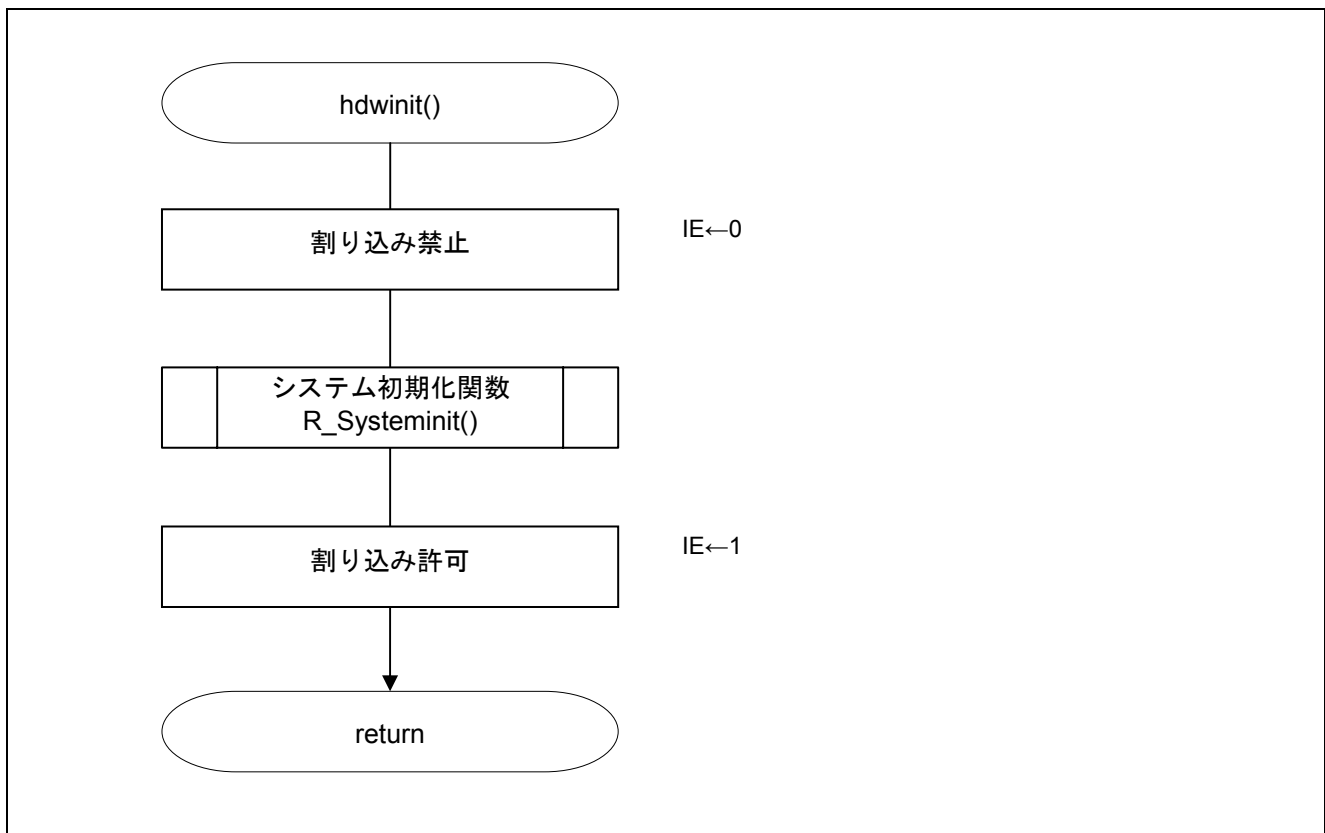 hdwinit()
割り込み禁止
IE←0
システム初期化関数
R_Systeminit()
割り込み許可
IE←1
return